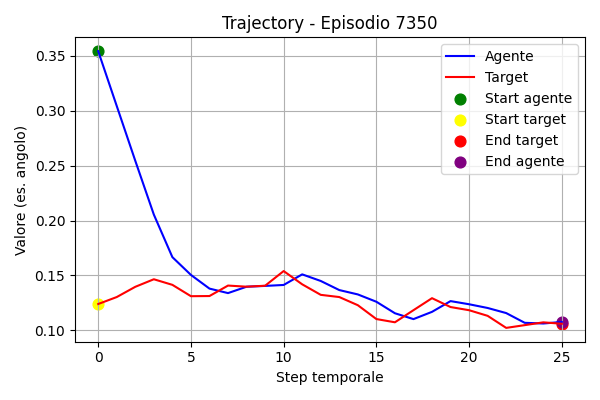 Trajectory - Episodio 7350
Valore (es. angolo)
0.35
0.30
0.25
0.20
0.15
0.10
0
5
10
15
20
25
Step temporale
Agente
Target
Start agente
Start target
End target
End agente